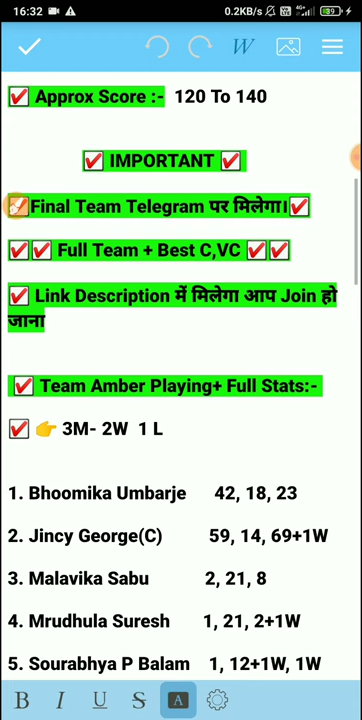 16:32 0.2KB/s 4G+ 39
W
✅ Approx Score :- 120 To 140
✅ IMPORTANT ✅
✅Final Team Telegram पर मिलेगा।✅
✅✅ Full Team + Best C,VC ✅✅
✅ Link Description में मिलेगा आप Join हो
जाना
✅ Team Amber Playing+ Full Stats:-
✅ 👉 3M- 2W 1 L
1. Bhoomika Umbarje 42, 18, 23
2. Jincy George(C) 59, 14, 69+1W
3. Malavika Sabu 2, 21, 8
4. Mrudhula Suresh 1, 21, 2+1W
5. Sourabhya P Balam 1, 12+1W, 1W
B I U S A